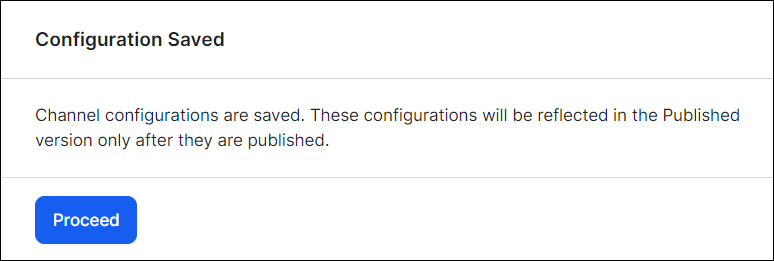 Configuration Saved
Channel configurations are saved. These configurations will be reflected in the Published
version only after they are published.
Proceed